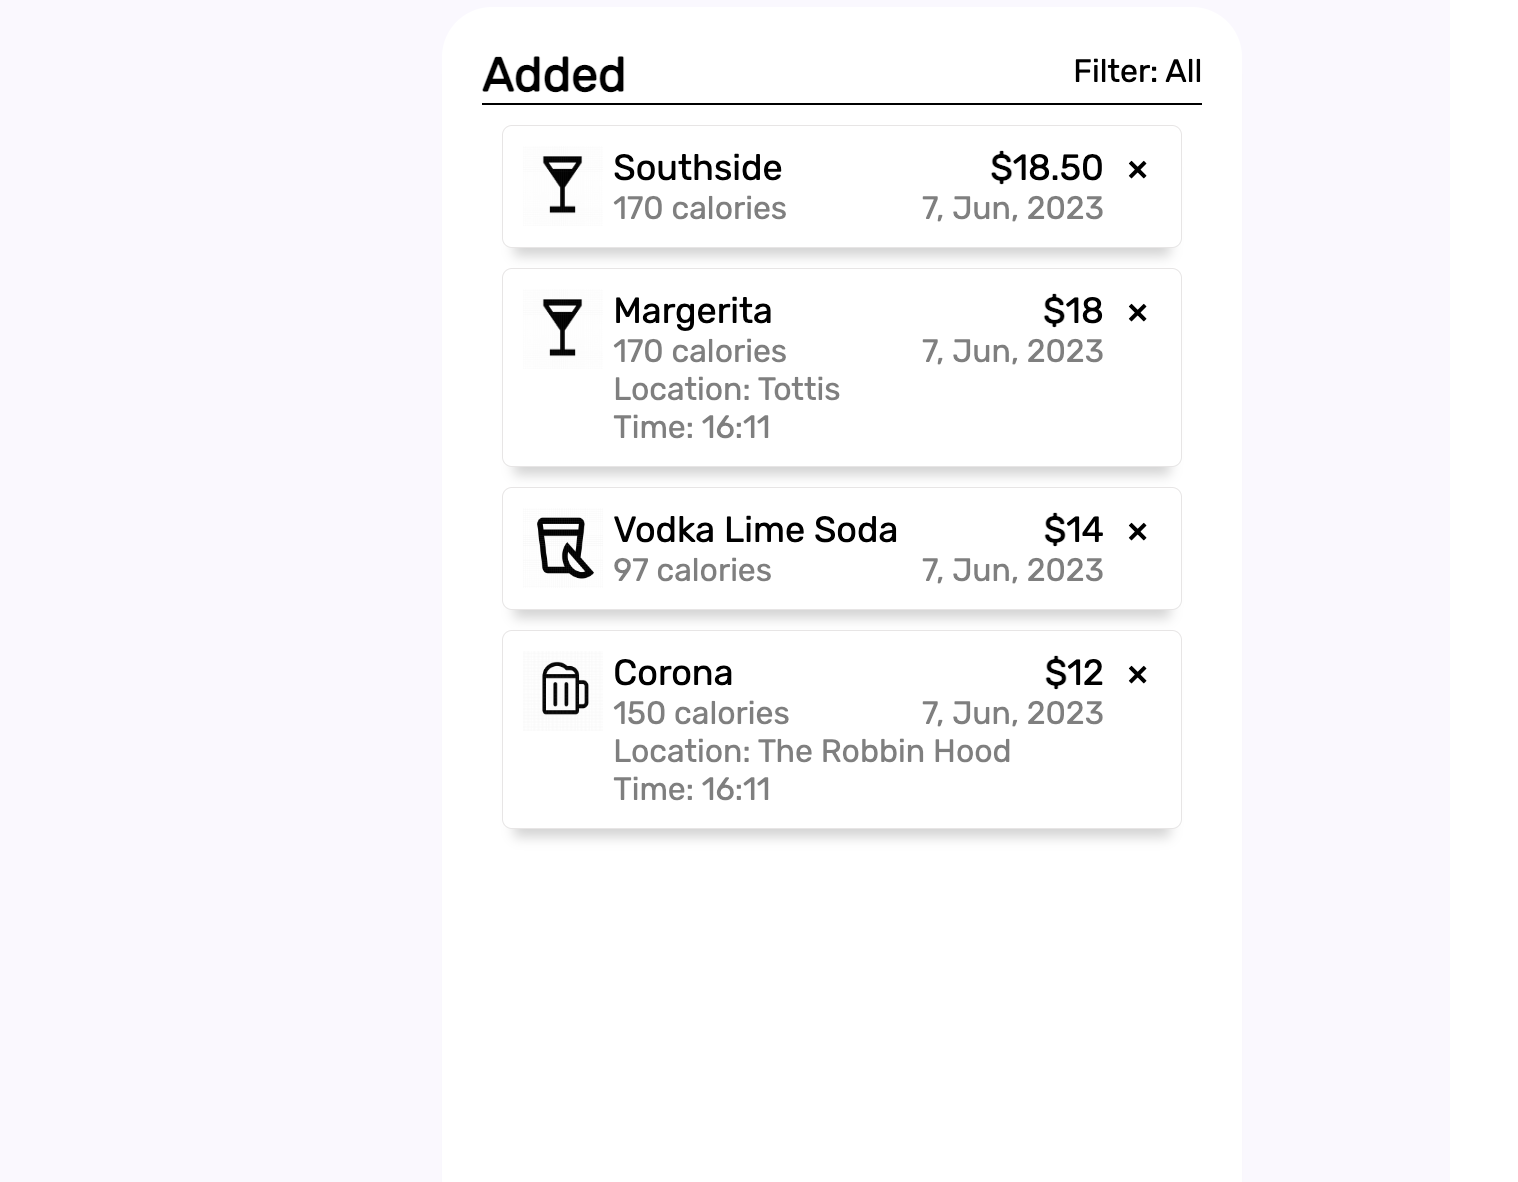 Added
Filter: All
Southside
$18.50 ×
170 calories
7, Jun, 2023
Margerita
$18 ×
170 calories
7, Jun, 2023
Location: Tottis
Time: 16:11
Vodka Lime Soda
$14 ×
97 calories
7, Jun, 2023
Corona
$12 ×
150 calories
7, Jun, 2023
Location: The Robbin Hood
Time: 16:11